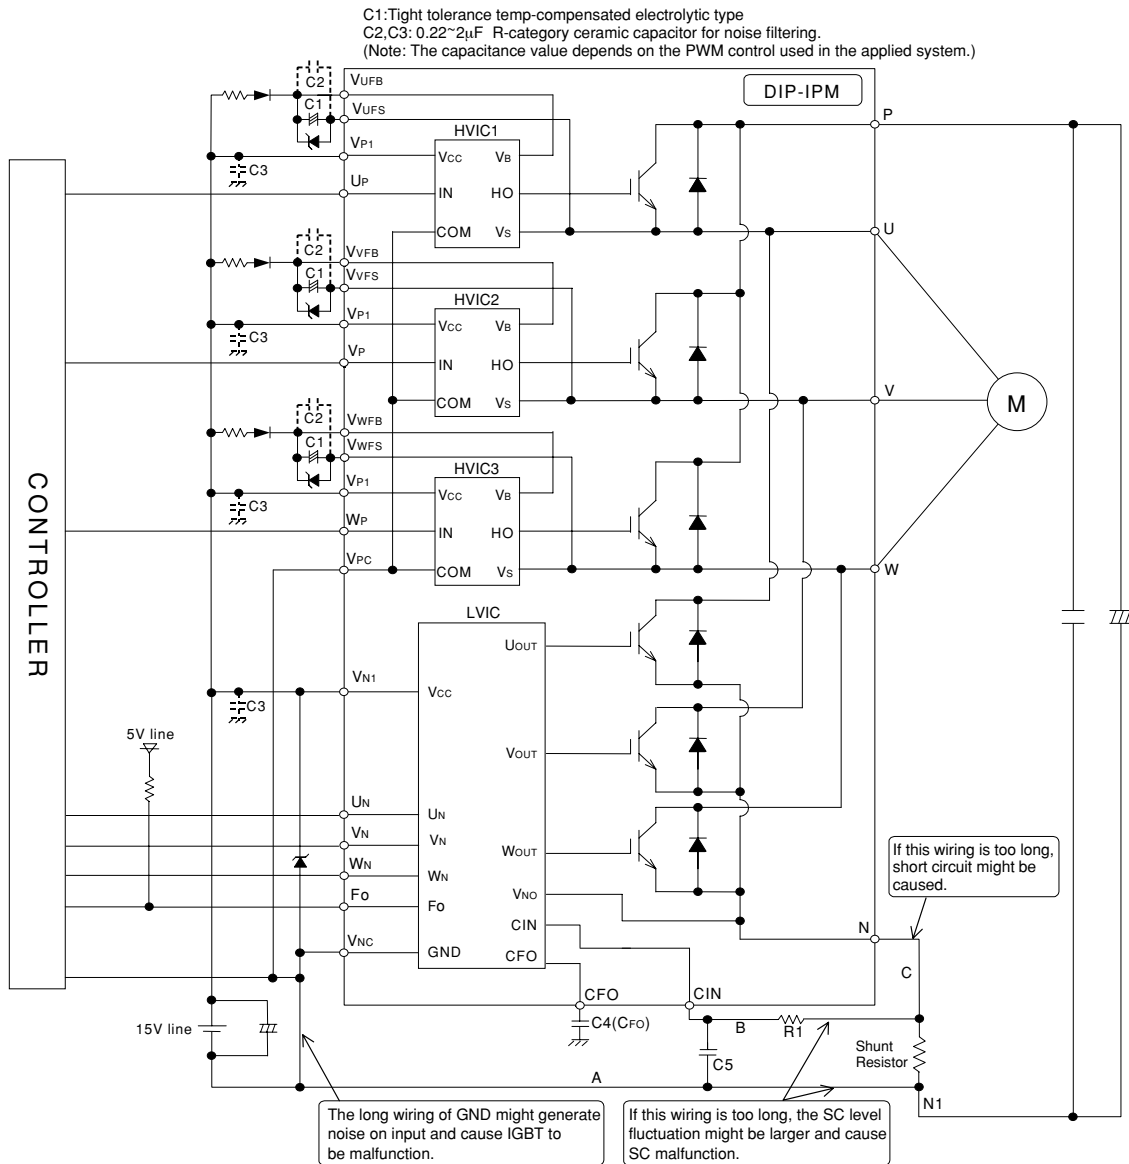 C1:Tight tolerance temp-compensated electrolytic type
C2,C3: 0.22~2μF R-category ceramic capacitor for noise filtering.
(Note: The capacitance value depends on the PWM control used in the applied system.)
DIP-IPM
C2
VUFB
C1
VUFS
P
HVIC1
VP1
VCC
VB
C3
UP
IN
HO
COM
VS
U
C2
VVFB
C1
VVFS
HVIC2
VP1
VCC
VB
C3
VP
IN
HO
COM
VS
V
M
C2
VWFB
C1
VWFS
HVIC3
VP1
VCC
VB
C3
WP
IN
HO
VPC
COM
VS
W
CONTROLLER
LVIC
UOUT
VN1
VCC
C3
5V line
VOUT
UN
UN
VN
VN
WN
WN
WOUT
If this wiring is too long,
short circuit might be
caused.
Fo
Fo
VNO
CIN
N
VNC
GND
CFO
C
CFO
CIN
15V line
C4(CFO)
B
R1
C5
Shunt
Resistor
A
N1
The long wiring of GND might generate
noise on input and cause IGBT to
be malfunction.
If this wiring is too long, the SC level
fluctuation might be larger and cause
SC malfunction.